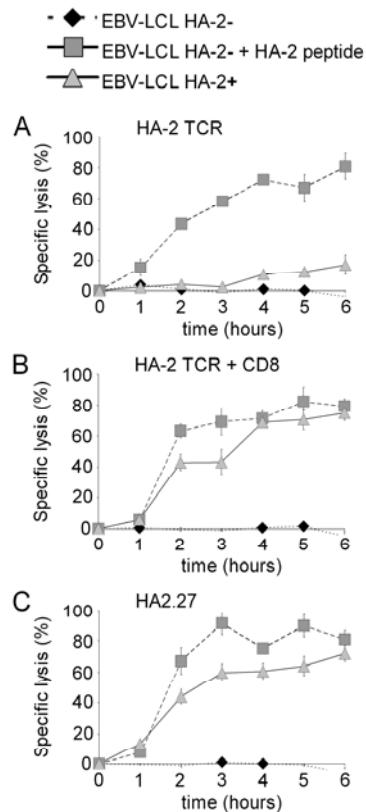 EBV-LCL HA-2-
EBV-LCL HA-2- + HA-2 peptide
EBV-LCL HA-2+
A
HA-2 TCR
Specific lysis (%)
100
80
60
40
20
0
0 1 2 3 4 5 6
time (hours)
B
HA-2 TCR + CD8
Specific lysis (%)
100
80
60
40
20
0
0 1 2 3 4 5 6
time (hours)
C
HA2.27
Specific lysis (%)
100
80
60
40
20
0
0 1 2 3 4 5 6
time (hours)